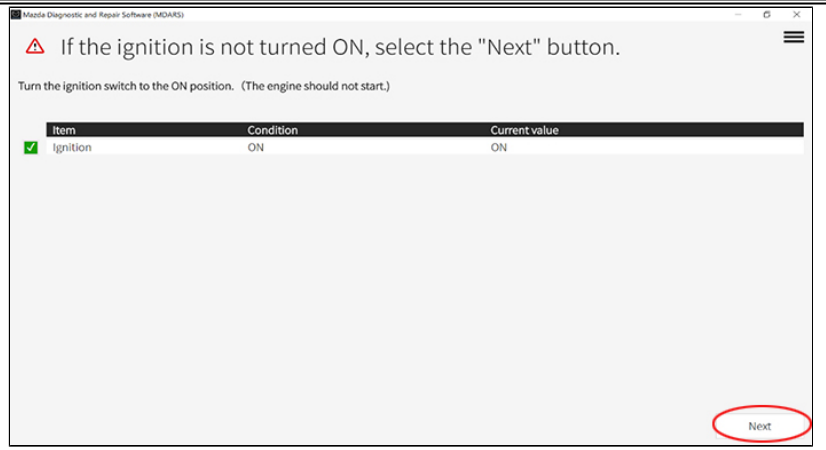 Mazda Diagnostic and Repair Software (MDARS)
If the ignition is not turned ON, select the "Next" button.
Turn the ignition switch to the ON position. (The engine should not start.)
Item Condition Current value
Ignition ON ON
Next